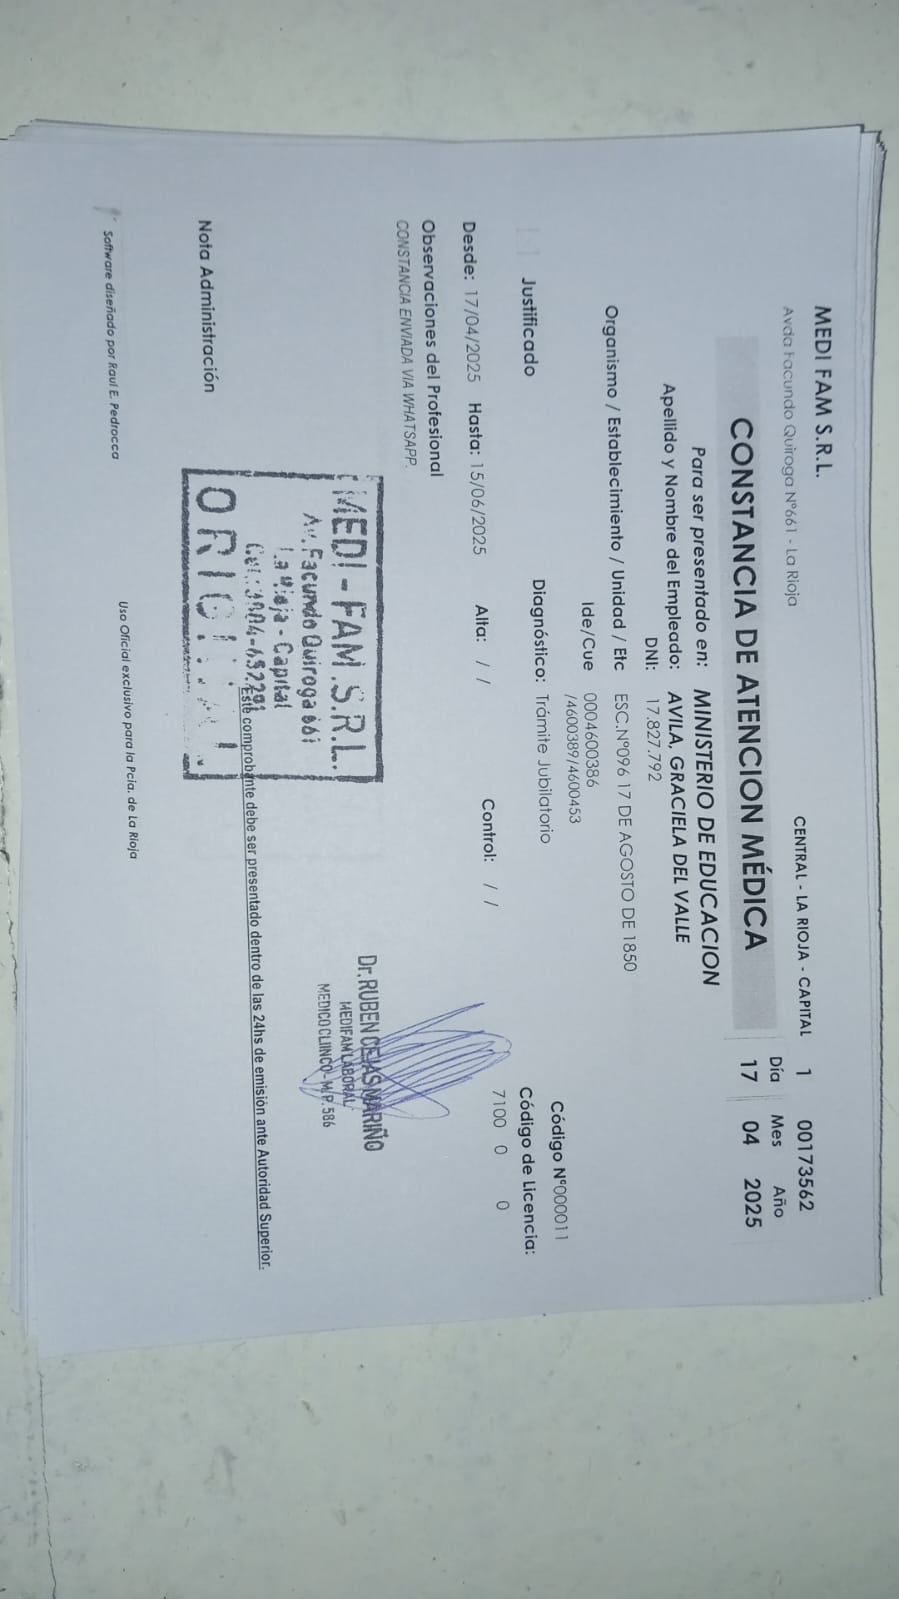 MEDI FAM S.R.L.
Avda Facundo Quiroga Nº661 - La Rioja
CENTRAL - LA RIOJA - CAPITAL 1 00173562
Día Mes Año
CONSTANCIA DE ATENCION MÉDICA 17 04 2025
Para ser presentado en: MINISTERIO DE EDUCACION
Apellido y Nombre del Empleado: AVILA, GRACIELA DEL VALLE
DNI: 17.827.792
Organismo / Establecimiento / Unidad / Etc ESC.Nº096 17 DE AGOSTO DE 1850
Ide/Cue 0004600386
/4600389/4600453
Código Nº000011
Justificado Diagnóstico: Trámite Jubilatorio
Código de Licencia:
7100 0 0
Desde: 17/04/2025 Hasta: 15/06/2025 Alta: / / Control: / /
Observaciones del Profesional
CONSTANCIA ENVIADA VIA WHATSAPP.
MEDI-FAM.S.R.L.
Av. Facundo Quiroga 661
La Rioja - Capital
Dr.RUBEN CEJAS MARIÑO
MEDIFAM LABORAL
MEDICO CLIINCO - M.P. 586
Este comprobante debe ser presentado dentro de las 24hs de emisión ante Autoridad Superior.
Nota Administración
Software diseñado por Raul E. Pedrocca
Uso Oficial exclusivo para la Pcia. de La Rioja